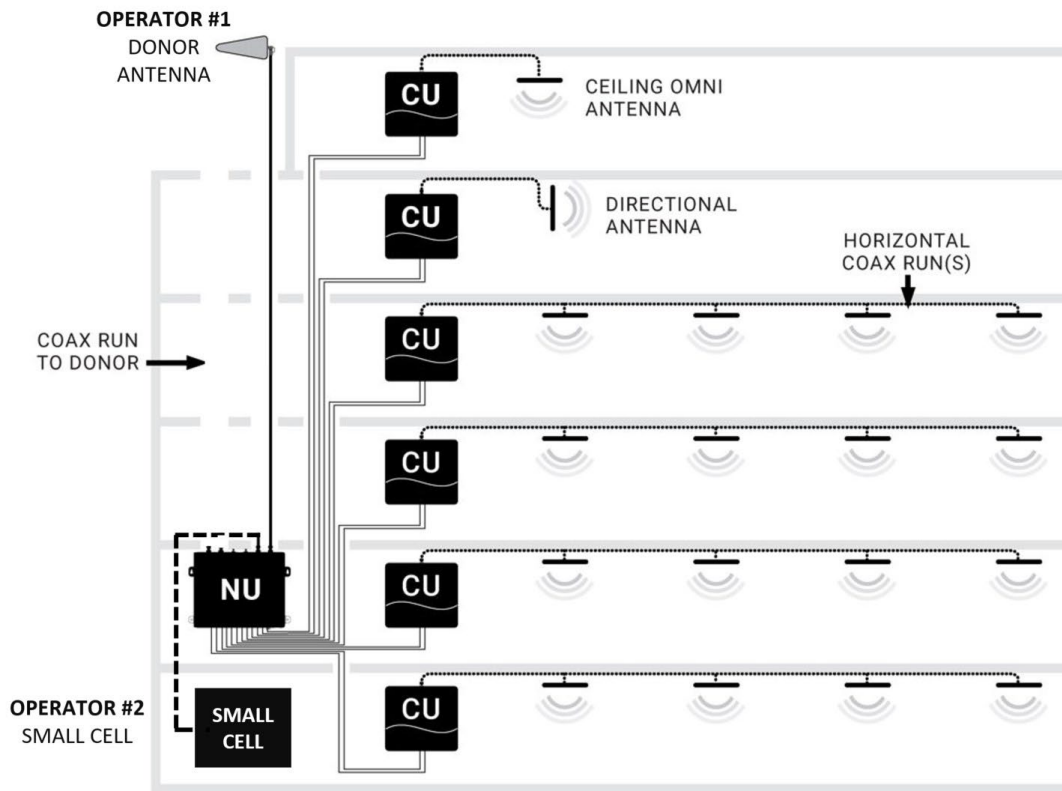 OPERATOR #1
DONOR
ANTENNA
CU
CEILING OMNI
ANTENNA
CU
DIRECTIONAL
ANTENNA
HORIZONTAL
COAX RUN(S)
COAX RUN
TO DONOR
CU
CU
NU
CU
OPERATOR #2
SMALL CELL
SMALL
CELL
CU